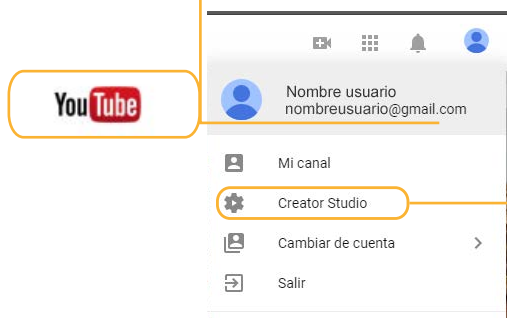 YouTube
Nombre usuario
nombreusuario@gmail.com
Mi canal
Creator Studio
Cambiar de cuenta
Salir